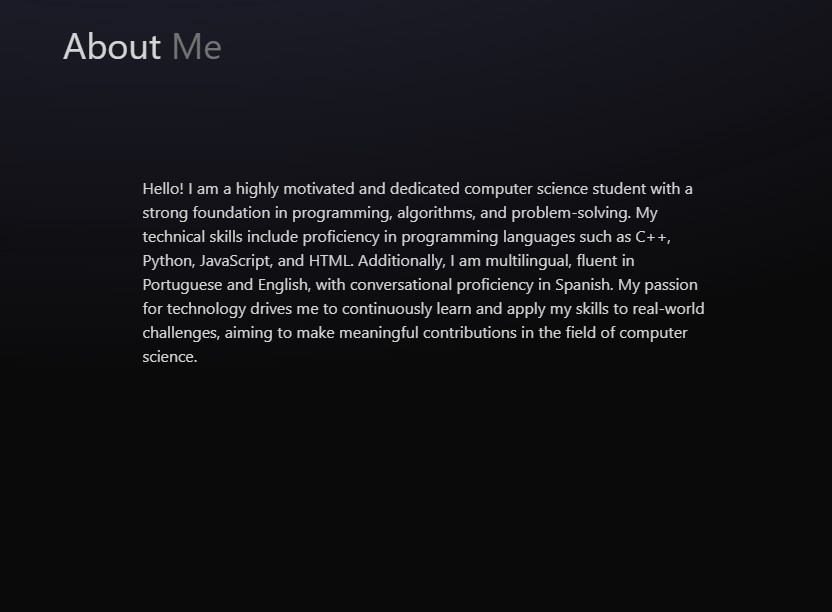 About Me
Hello! I am a highly motivated and dedicated computer science student with a
strong foundation in programming, algorithms, and problem-solving. My
technical skills include proficiency in programming languages such as C++,
Python, JavaScript, and HTML. Additionally, I am multilingual, fluent in
Portuguese and English, with conversational proficiency in Spanish. My passion
for technology drives me to continuously learn and apply my skills to real-world
challenges, aiming to make meaningful contributions in the field of computer
science.